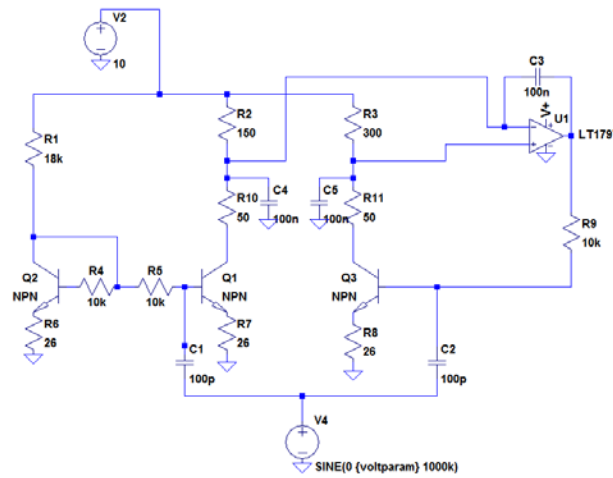 V2
10
R1
18k
R2
150
R3
300
C3
100n
U1
V+
LT179
R10
50
C4
100n
C5
100n
R11
50
R9
10k
Q2
NPN
R4
10k
R5
10k
Q1
NPN
Q3
NPN
R6
26
R7
26
R8
26
C1
100p
C2
100p
V4
SINE(0 {voltparam} 1000k)